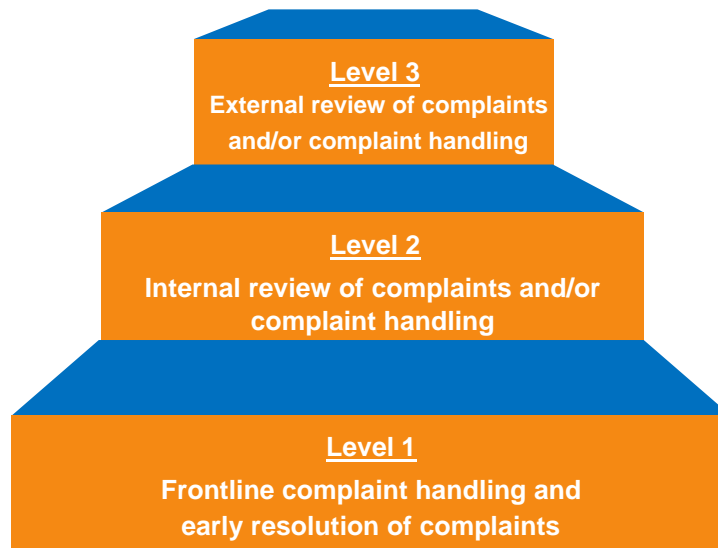 Level 3
External review of complaints
and/or complaint handling
Level 2
Internal review of complaints and/or
complaint handling
Level 1
Frontline complaint handling and
early resolution of complaints